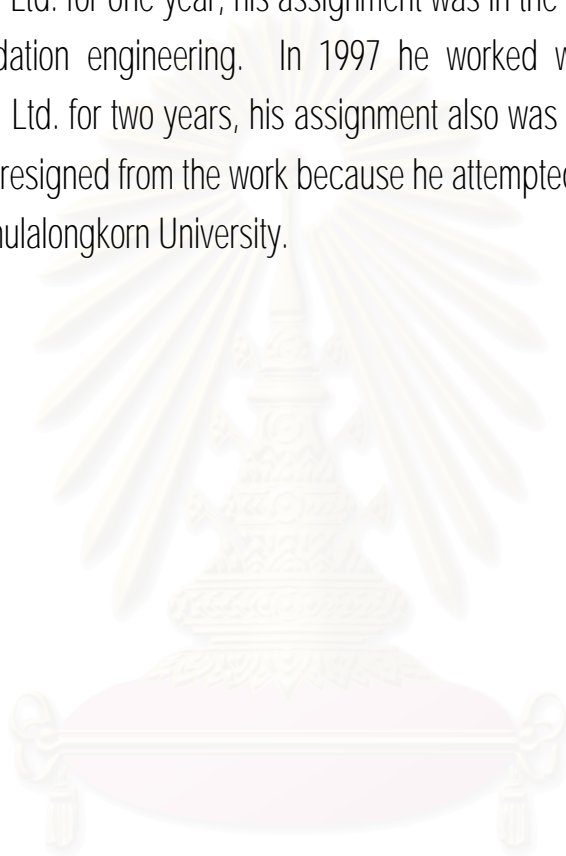 Ltd. for one year, his assignment was in the
dation engineering. In 1997 he worked w
Ltd. for two years, his assignment also was
resigned from the work because he attempted
ulalongkorn University.